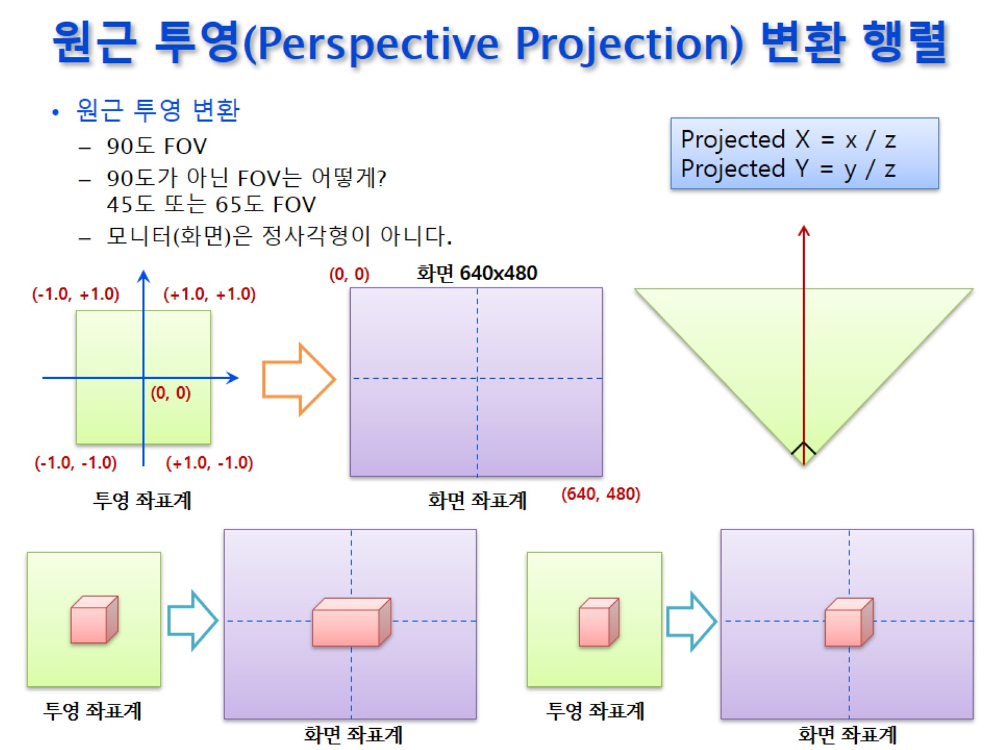 원근 투영(Perspective Projection) 변환 행렬
• 원근 투영 변환
– 90도 FOV
– 90도가 아닌 FOV는 어떻게?
45도 또는 65도 FOV
– 모니터(화면)은 정사각형이 아니다.
Projected X = x / z
Projected Y = y / z
(-1.0, +1.0)
(+1.0, +1.0)
(0, 0)
(-1.0, -1.0)
(+1.0, -1.0)
투영 좌표계
(0, 0)
화면 640x480
화면 좌표계
(640, 480)
투영 좌표계
화면 좌표계
투영 좌표계
화면 좌표계